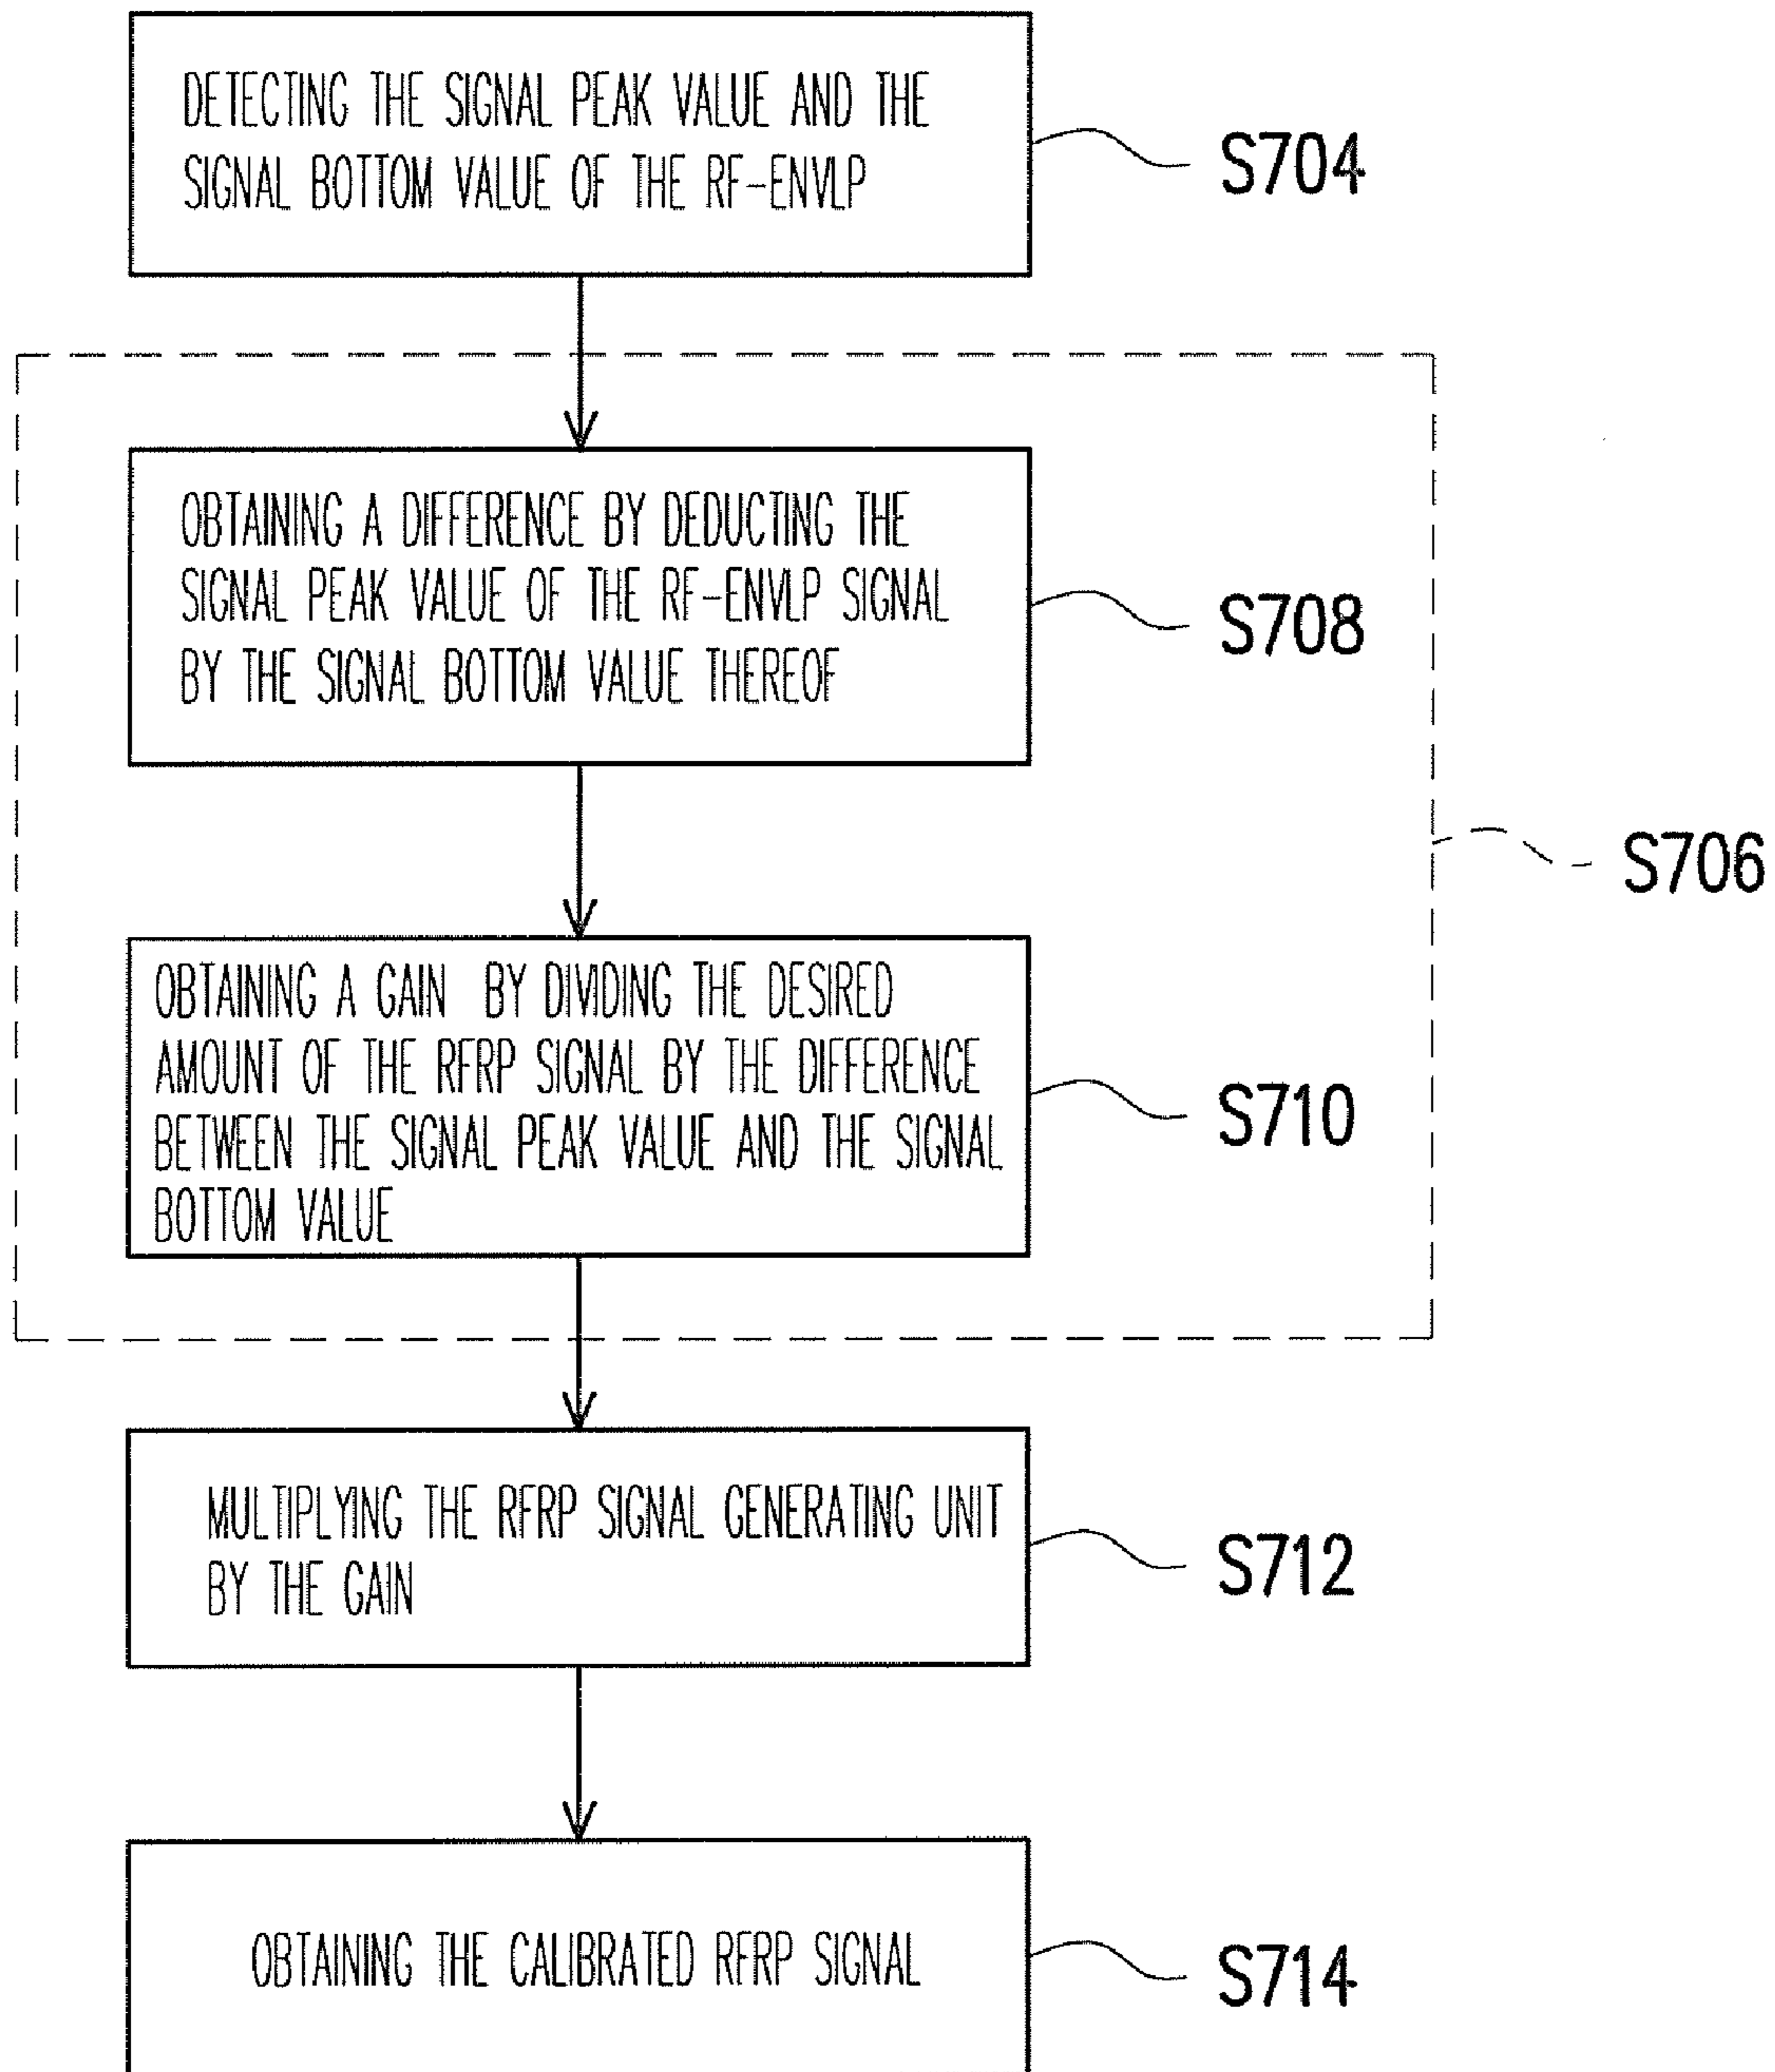 DETECTING THE SIGNAL PEAK VALUE AND THE
SIGNAL BOTTOM VALUE OF THE RF-ENVLP
S704
OBTAINING A DIFFERENCE BY DEDUCTING THE
SIGNAL PEAK VALUE OF THE RF-ENVLP SIGNAL
BY THE SIGNAL BOTTOM VALUE THEREOF
S708
S706
OBTAINING A GAIN BY DIVIDING THE DESIRED
AMOUNT OF THE RFRP SIGNAL BY THE DIFFERENCE
BETWEEN THE SIGNAL PEAK VALUE AND THE SIGNAL
BOTTOM VALUE
S710
MULTIPLYING THE RFRP SIGNAL GENERATING UNIT
BY THE GAIN
S712
OBTAINING THE CALIBRATED RFRP SIGNAL
S714